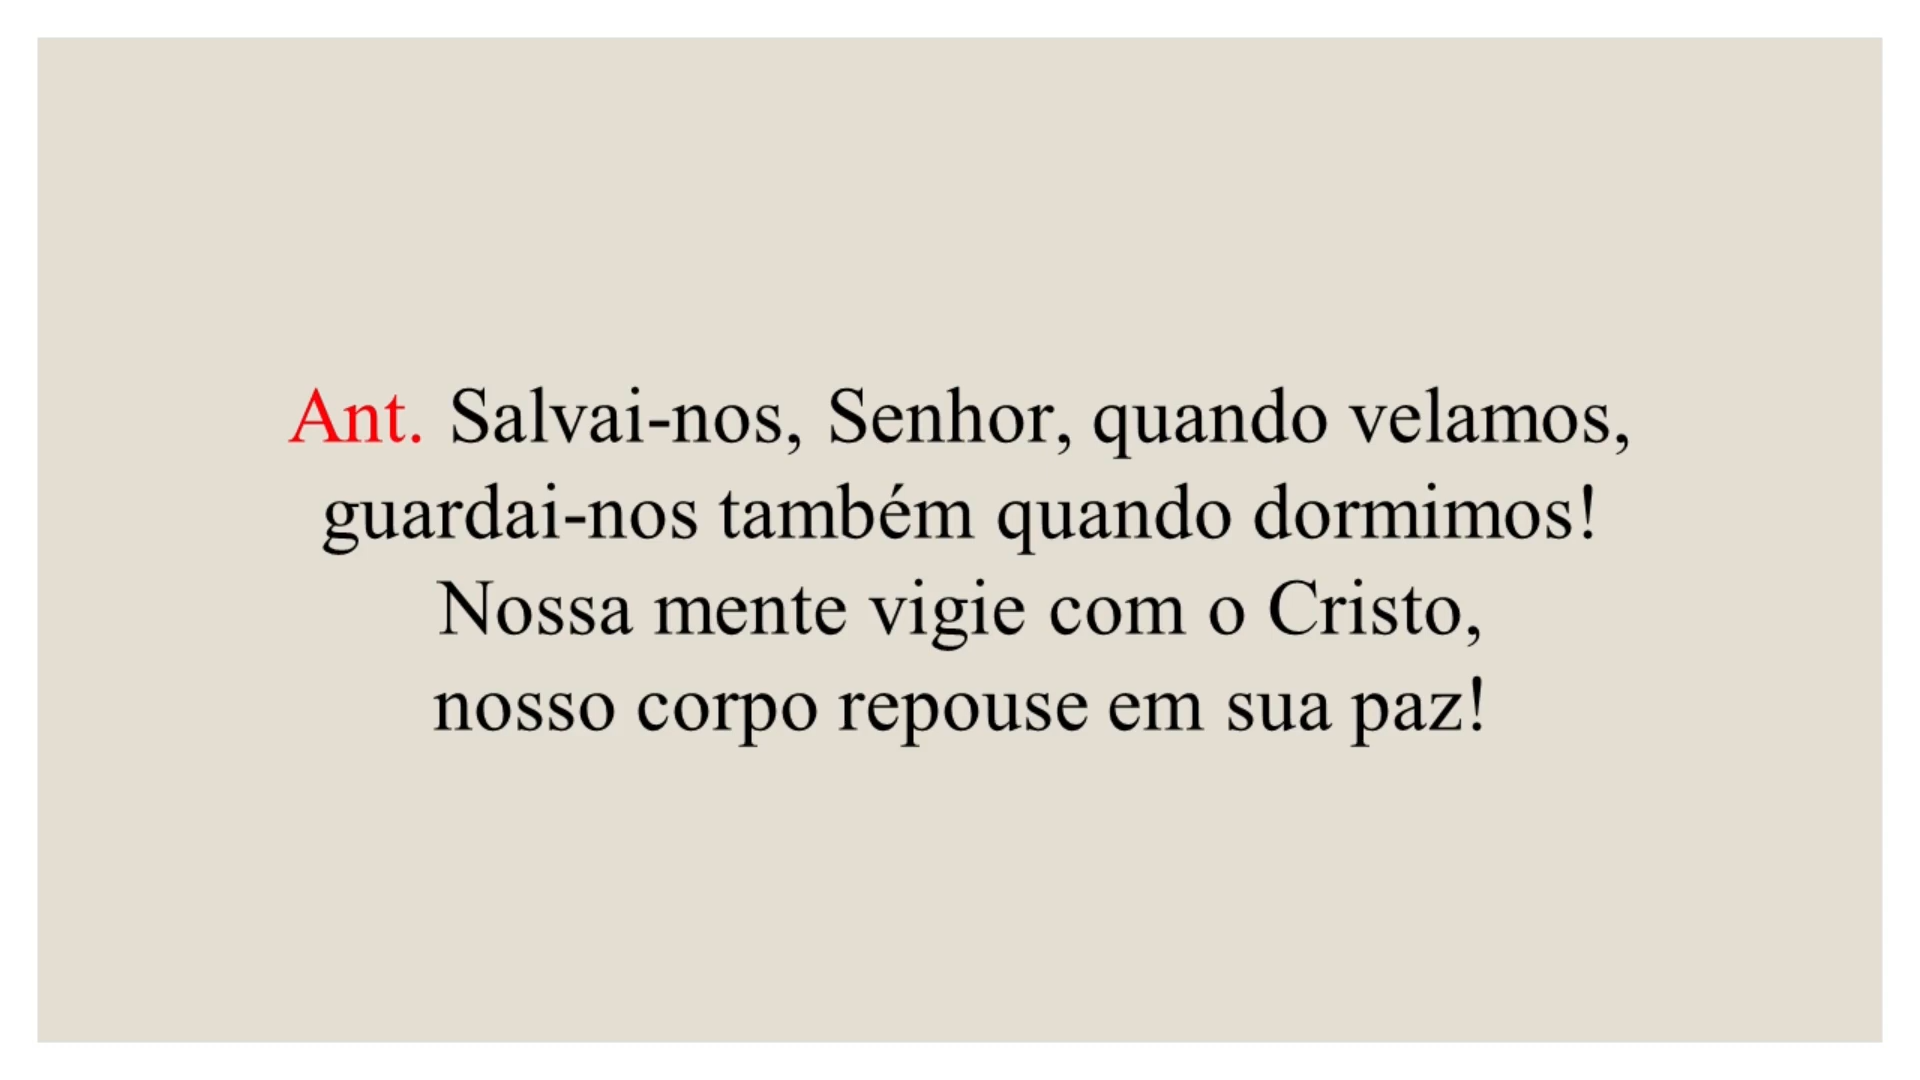 Ant. Salvai-nos, Senhor, quando velamos,
guardai-nos também quando dormimos!
Nossa mente vigie com o Cristo,
nosso corpo repouse em sua paz!